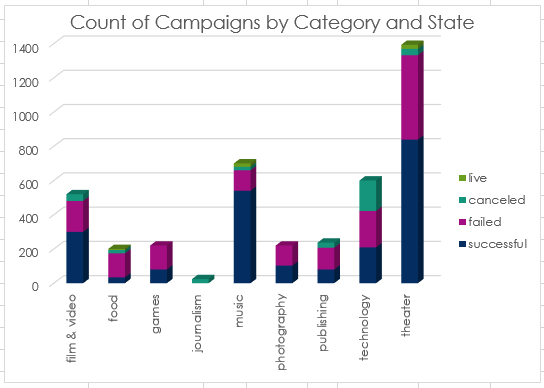 Count of Campaigns by Category and State
1400
1200
1000
800
600
400
200
0
film & video
food
games
journalism
music
photography
publishing
technology
theater
live
canceled
failed
successful